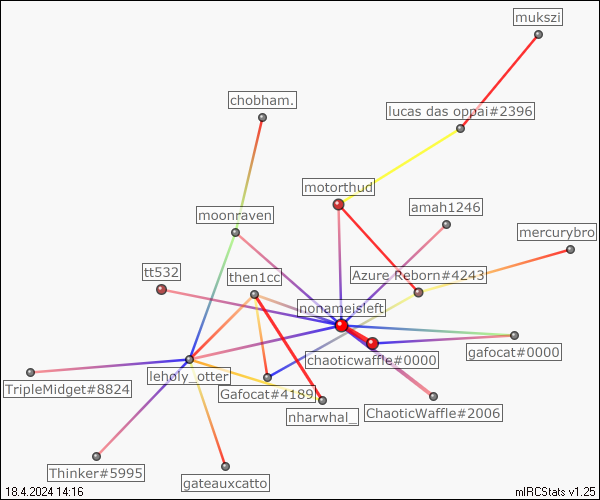 mukszi
chobham.
lucas das oppai#2396
motorthud
amah1246
moonraven
mercurybro
tt532
then1cc
Azure Reborn#4243
nonameisleft
gafocat#0000
chaoticwaffle#0000
leholy_otter
TripleMidget#8824
Gafocat#4189
nharwhal_
ChaoticWaffle#2006
Thinker#5995
gateauxcatto
18.4.2024 14:16
mIRCStats v1.25